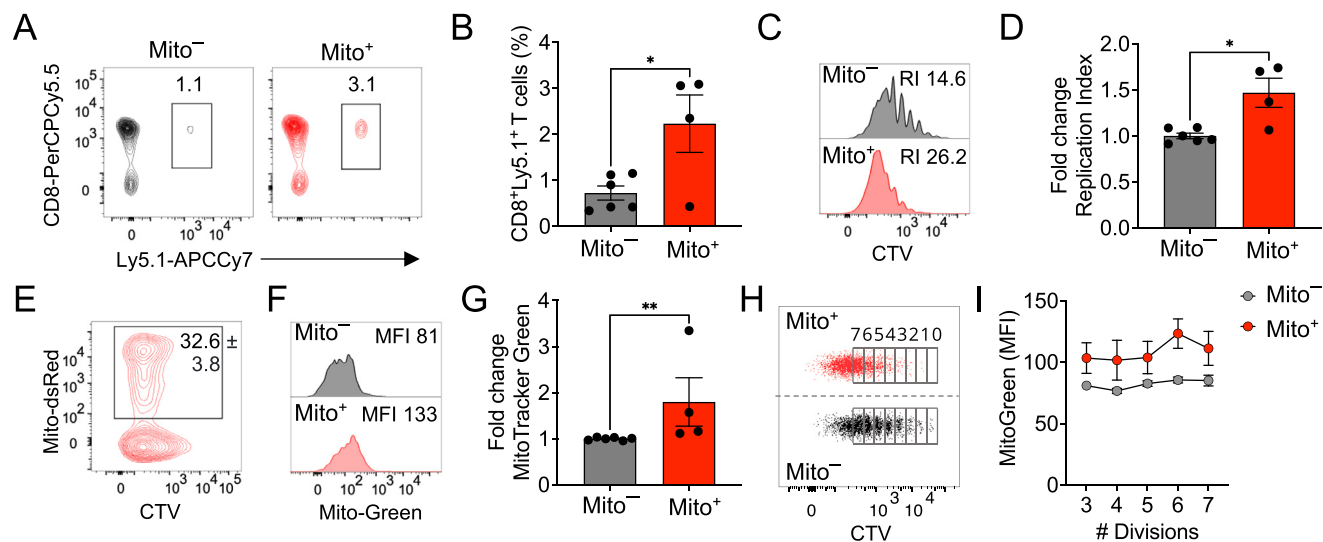 A
Mito—
Mito+
CD8-PerCPCy5.5
10⁵
10⁴
10³
0
1.1
3.1
0
10³
10⁴
0
10³
10⁴
Ly5.1-APCCy7
B
CD8+Ly5.1+ T cells (%)
4
3
2
1
0
*
Mito—
Mito+
C
Mito—
RI 14.6
Mito+
RI 26.2
0
10³
10⁴
CTV
D
Fold change
Replication Index
2.0
1.5
1.0
0.5
0.0
*
Mito—
Mito+
E
Mito-dsRed
10⁴
10³
0
32.6 ±
3.8
0
10³
10⁴
10⁵
CTV
F
Mito—
MFI 81
Mito+
MFI 133
0
10²
10³
10⁴
Mito-Green
G
Fold change
MitoTracker Green
4
3
2
1
0
**
Mito—
Mito+
H
Mito+
76543210
Mito—
0
10³
10⁴
CTV
I
Mito—
Mito+
MitoGreen (MFI)
150
100
50
0
3
4
5
6
7
# Divisions